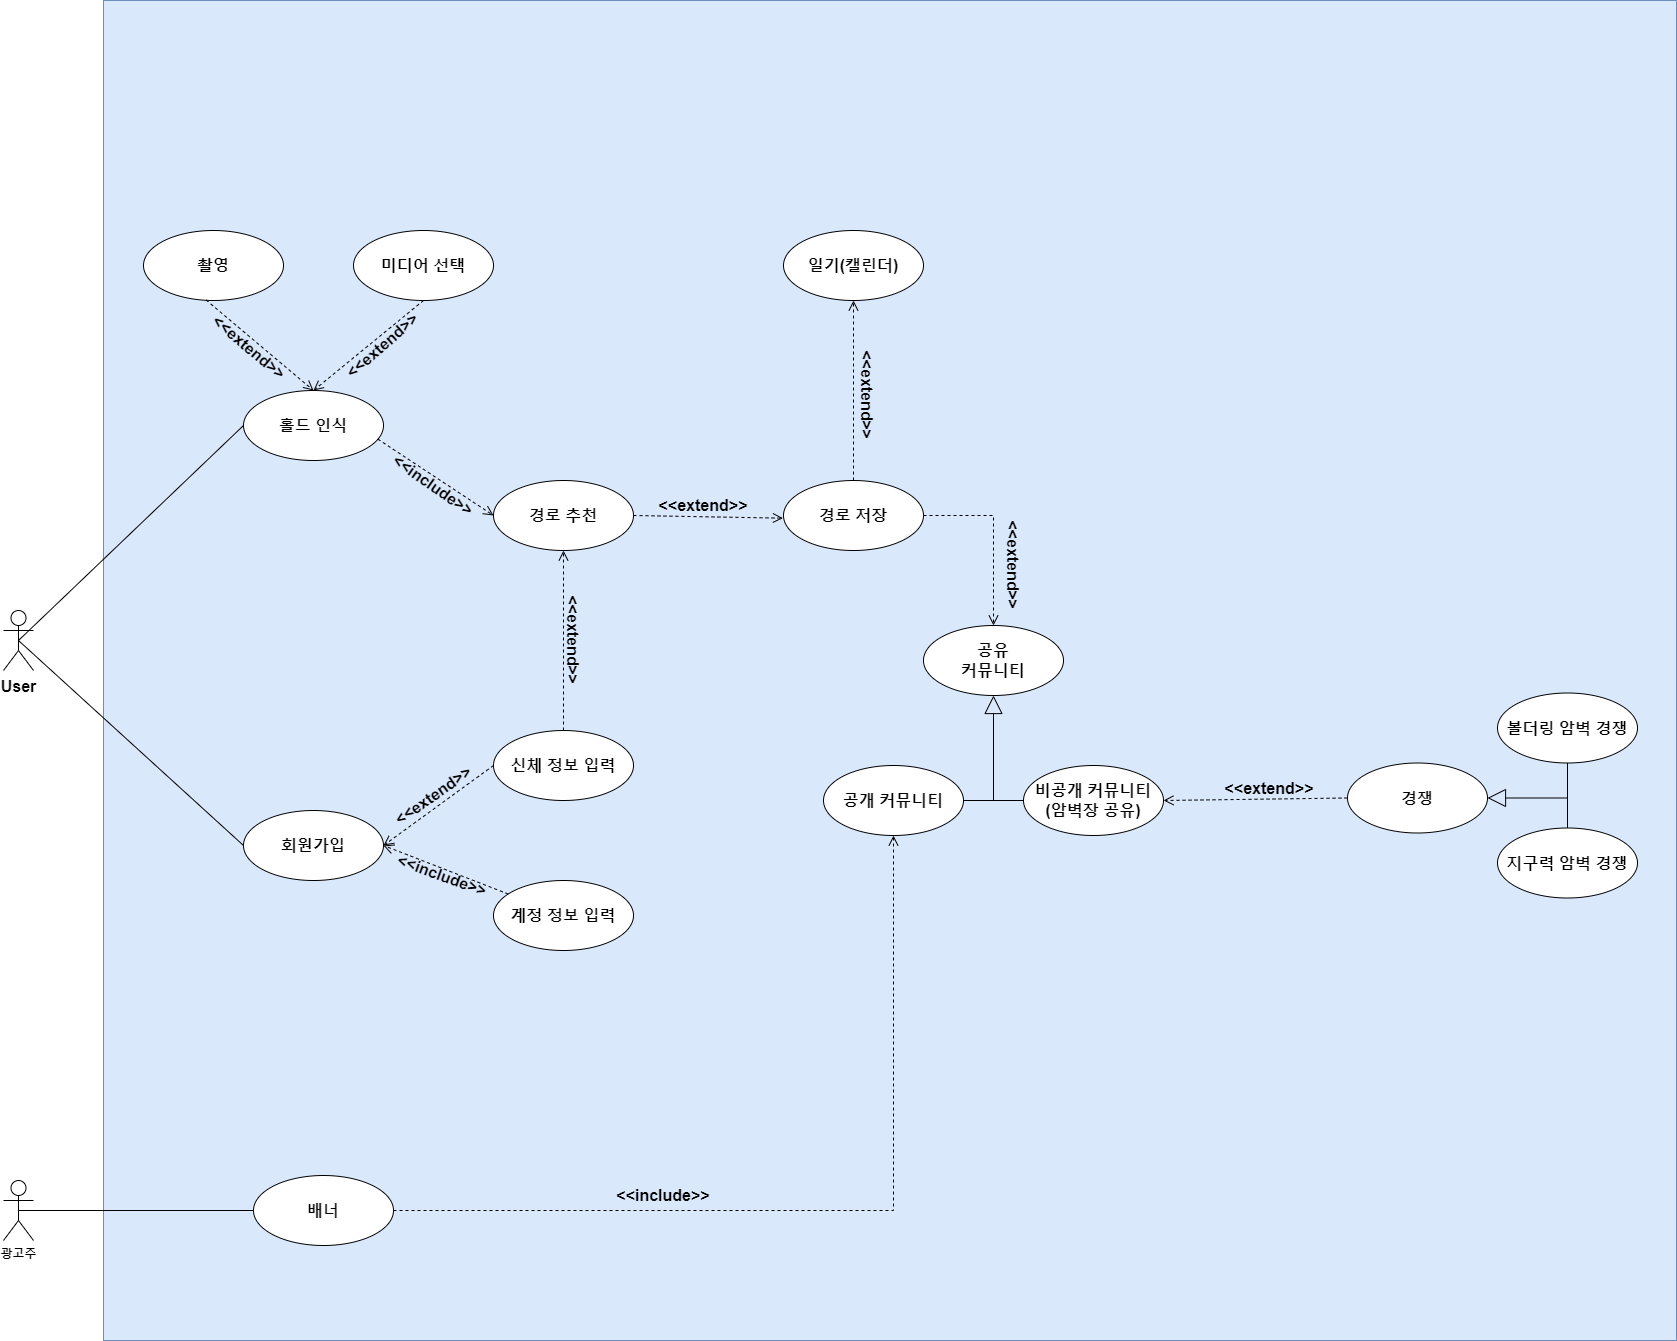 촬영
미디어 선택
일기(캘린더)
<<extend>>
<<extend>>
<<extend>>
홀드 인식
<<include>>
경로 추천
<<extend>>
경로 저장
<<extend>>
<<extend>>
User
공유
커뮤니티
볼더링 암벽 경쟁
신체 정보 입력
<<extend>>
공개 커뮤니티
비공개 커뮤니티
(암벽장 공유)
<<extend>>
경쟁
회원가입
<<include>>
지구력 암벽 경쟁
계정 정보 입력
<<include>>
배너
광고주